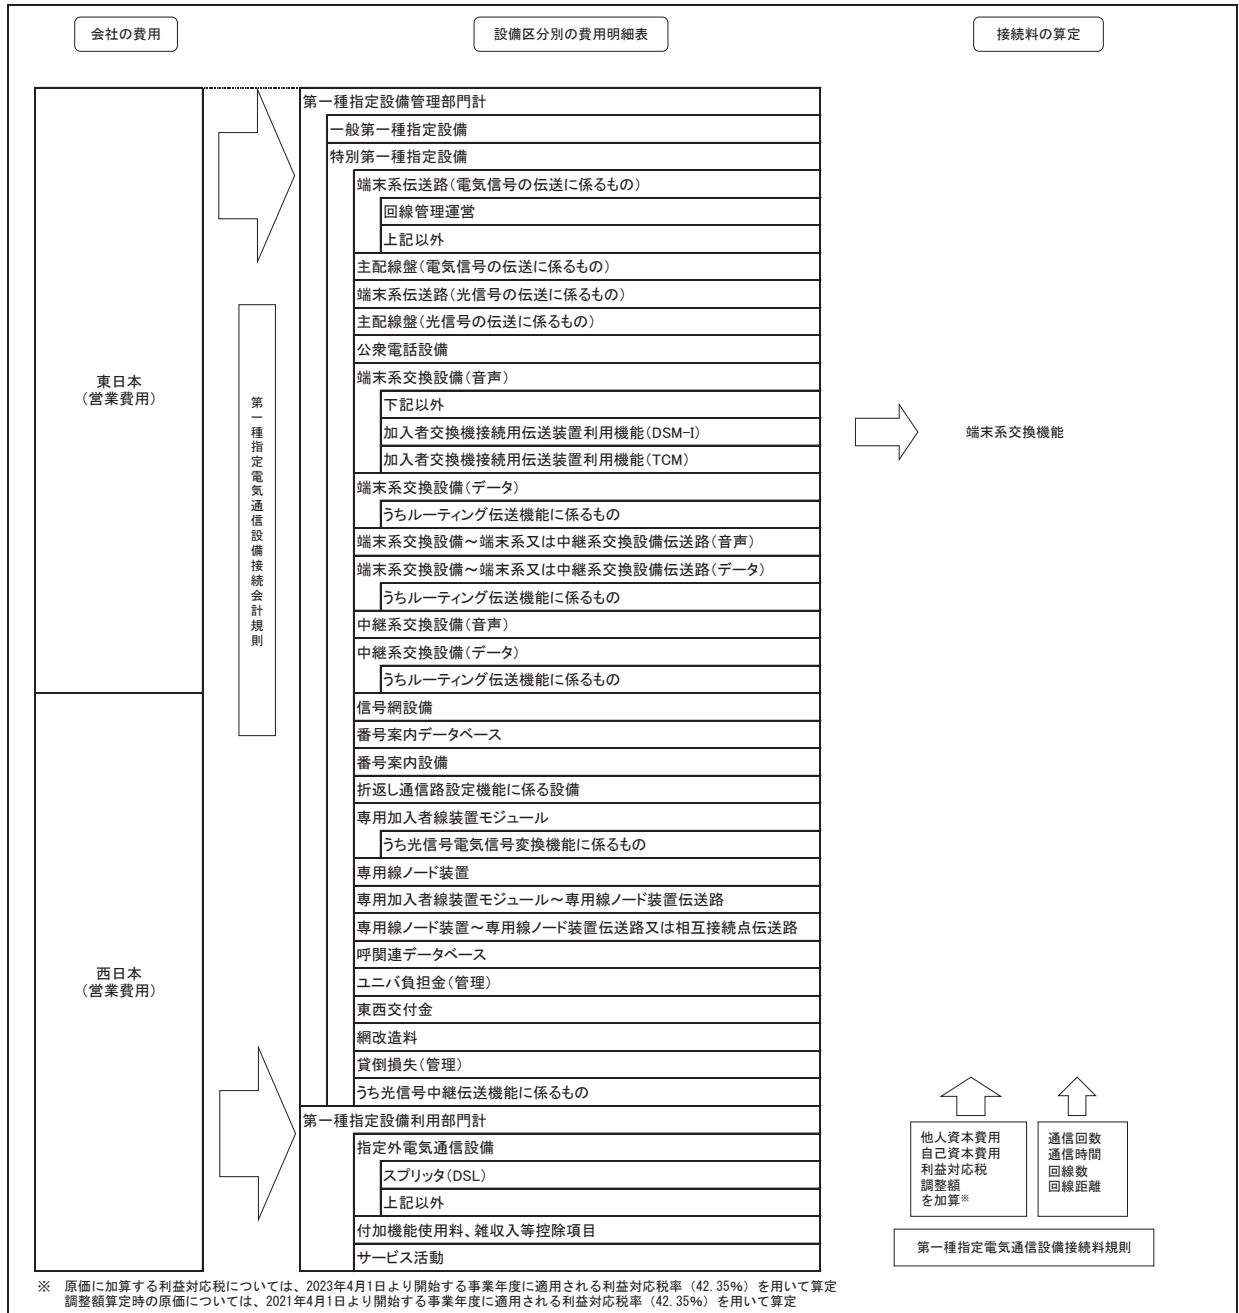 会社の費用
設備区分別の費用明細表
接続料の算定
東日本
（営業費用）
西日本
（営業費用）
第一種指定電気通信設備接続会計規則
第一種指定設備管理部門計
一般第一種指定設備
特別第一種指定設備
端末系伝送路（電気信号の伝送に係るもの）
回線管理運営
上記以外
主配線盤（電気信号の伝送に係るもの）
端末系伝送路（光信号の伝送に係るもの）
主配線盤（光信号の伝送に係るもの）
公衆電話設備
端末系交換設備（音声）
下記以外
加入者交換機接続用伝送装置利用機能（DSM-I）
加入者交換機接続用伝送装置利用機能（TCM）
端末系交換設備（データ）
うちルーティング伝送機能に係るもの
端末系交換設備～端末系又は中継系交換設備伝送路（音声）
端末系交換設備～端末系又は中継系交換設備伝送路（データ）
うちルーティング伝送機能に係るもの
中継系交換設備（音声）
中継系交換設備（データ）
うちルーティング伝送機能に係るもの
信号網設備
番号案内データベース
番号案内設備
折返し通信路設定機能に係る設備
専用加入者線装置モジュール
うち光信号電気信号変換機能に係るもの
専用線ノード装置
専用加入者線装置モジュール～専用線ノード装置伝送路
専用線ノード装置～専用線ノード装置伝送路又は相互接続点伝送路
呼関連データベース
ユニバ負担金（管理）
東西交付金
網改造料
貸倒損失（管理）
うち光信号中継伝送機能に係るもの
第一種指定設備利用部門計
指定外電気通信設備
スプリッタ（DSL）
上記以外
付加機能使用料、雑収入等控除項目
サービス活動
端末系交換機能
他人資本費用
自己資本費用
利益対応税
調整額
を加算※
通信回数
通信時間
回線数
回線距離
第一種指定電気通信設備接続料規則
※　原価に加算する利益対応税については、2023年4月1日より開始する事業年度に適用される利益対応税率（42.35%）を用いて算定
調整額算定時の原価については、2021年4月1日より開始する事業年度に適用される利益対応税率（42.35%）を用いて算定